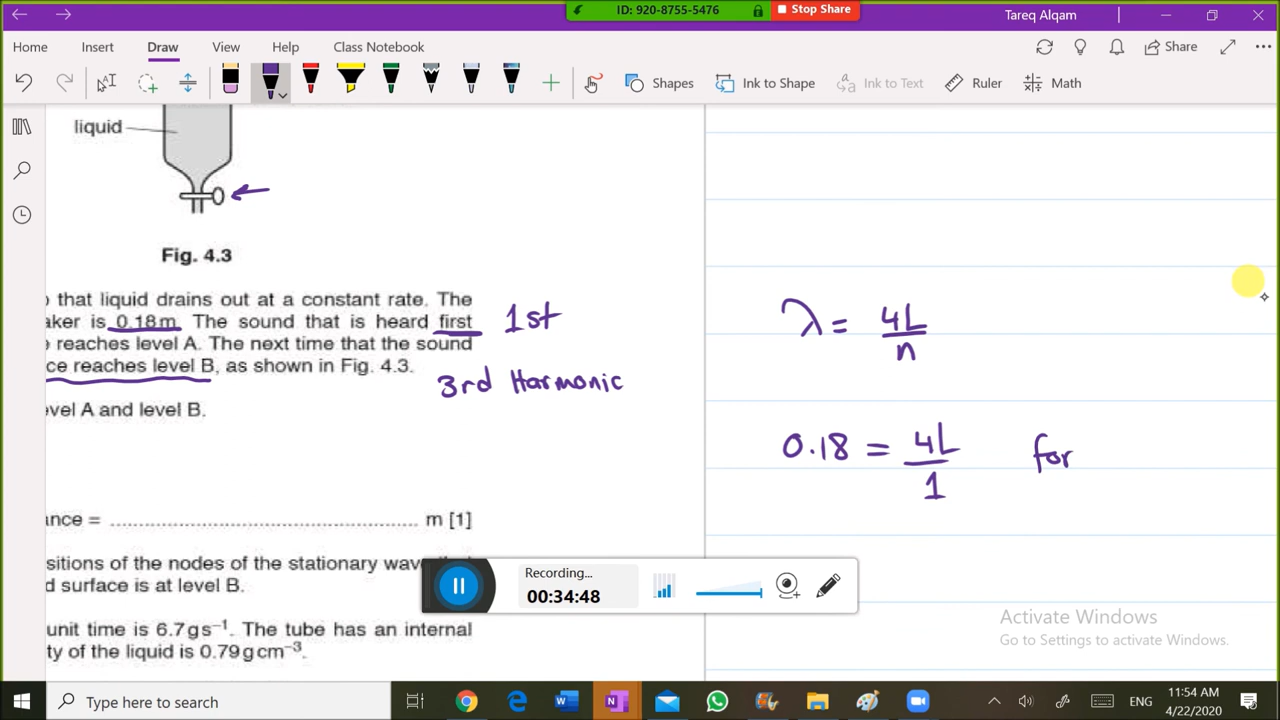 ID: 920-8755-5476 Stop Share
Tareq Alqam
Home Insert Draw View Help Class Notebook Share
Shapes Ink to Shape Ink to Text Ruler Math
liquid
Fig. 4.3
that liquid drains out at a constant rate. The
aker is 0.18 m. The sound that is heard first 1st
reaches level A. The next time that the sound
ce reaches level B, as shown in Fig. 4.3.
3rd Harmonic
evel A and level B.
ance = ........................................................ m [1]
sitions of the nodes of the stationary wave
d surface is at level B.
unit time is 6.7 g s⁻¹. The tube has an internal
ty of the liquid is 0.79 g cm⁻³.
λ = 4L/n
0.18 = 4L/1 for
Recording...
00:34:48
Activate Windows
Go to Settings to activate Windows.
Type here to search
ENG
11:54 AM
4/22/2020